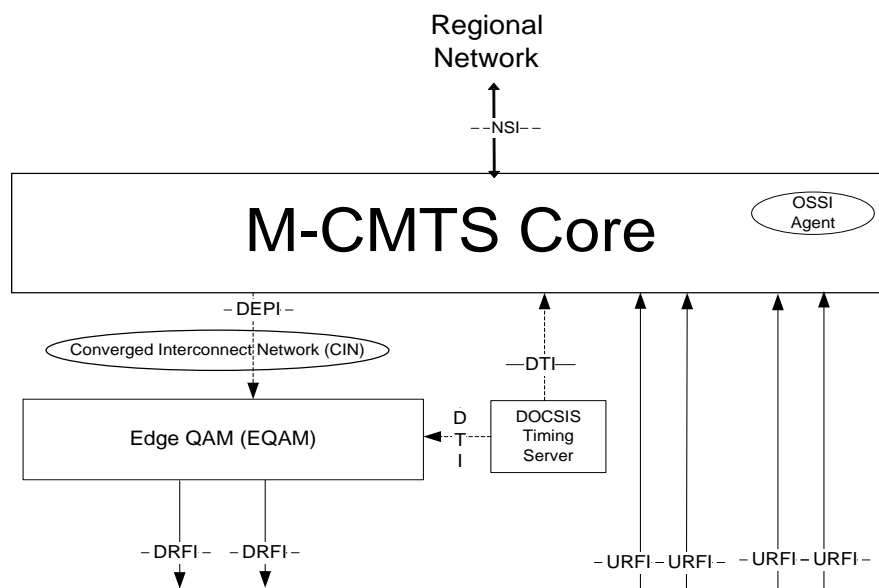 Regional
Network
NSI
M-CMTS Core
OSSI
Agent
DEPI
Converged Interconnect Network (CIN)
DTI
Edge QAM (EQAM)
D
T
I
DOCSIS
Timing
Server
DRFI
DRFI
URFI
URFI
URFI
URFI